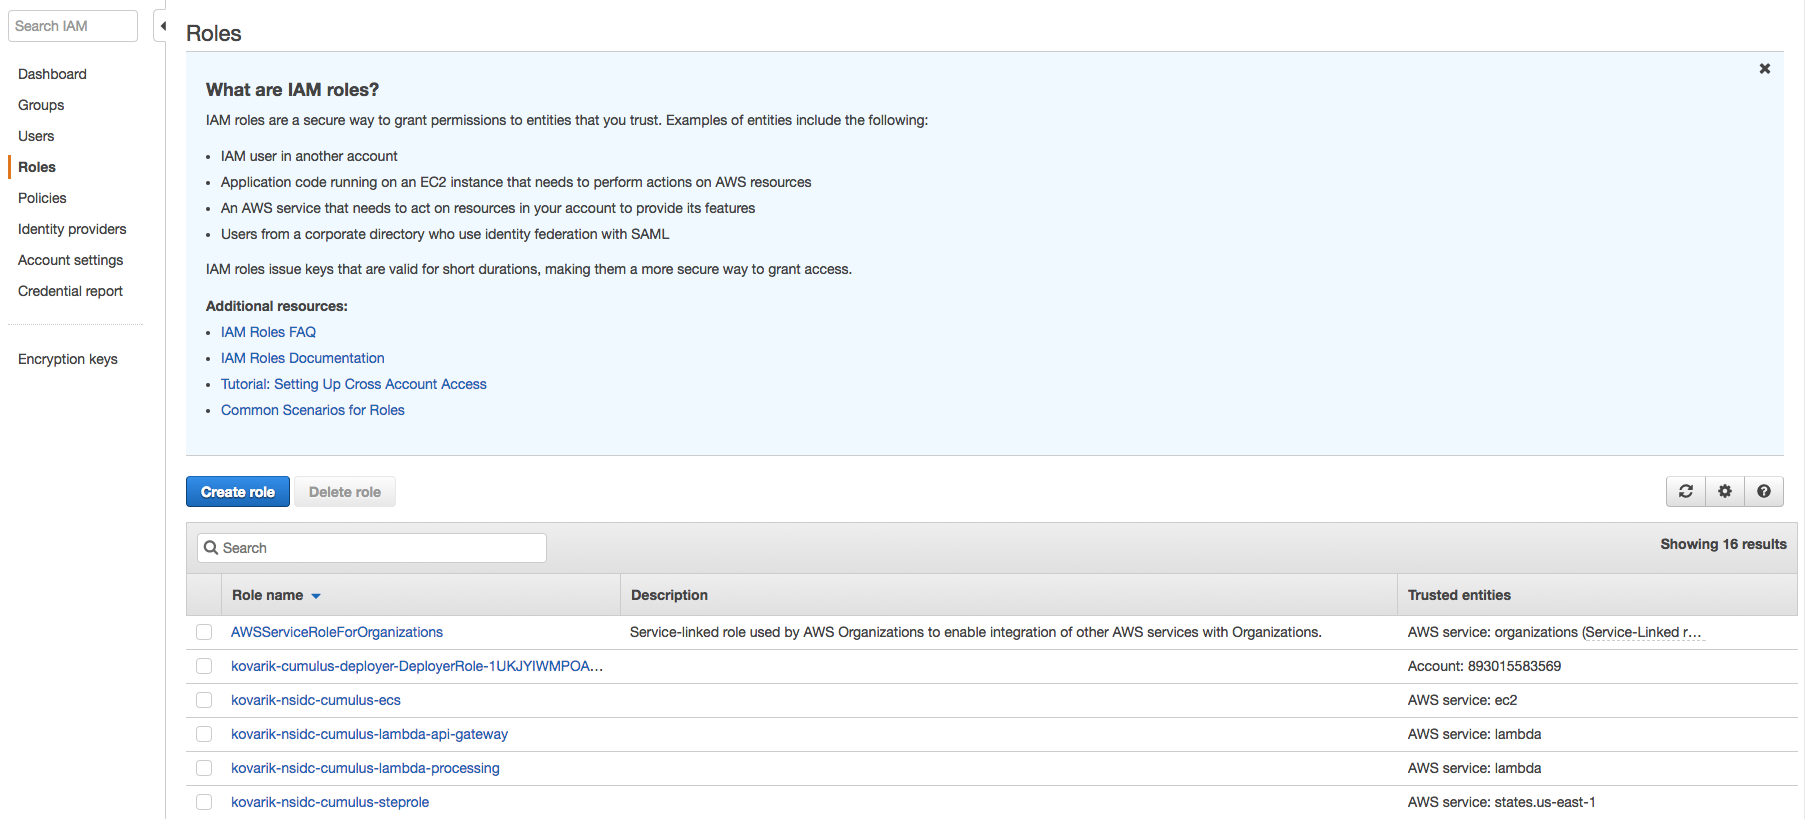 Search IAM
Dashboard
Groups
Users
Roles
Policies
Identity providers
Account settings
Credential report
Encryption keys
Roles
What are IAM roles?
IAM roles are a secure way to grant permissions to entities that you trust. Examples of entities include the following:
• IAM user in another account
• Application code running on an EC2 instance that needs to perform actions on AWS resources
• An AWS service that needs to act on resources in your account to provide its features
• Users from a corporate directory who use identity federation with SAML
IAM roles issue keys that are valid for short durations, making them a more secure way to grant access.
Additional resources:
• IAM Roles FAQ
• IAM Roles Documentation
• Tutorial: Setting Up Cross Account Access
• Common Scenarios for Roles
Create role Delete role
Search Showing 16 results
Role name Description Trusted entities
AWSServiceRoleForOrganizations Service-linked role used by AWS Organizations to enable integration of other AWS services with Organizations. AWS service: organizations (Service-Linked r…
kovarik-cumulus-deployer-DeployerRole-1UKJYIWMPOA… Account: 893015583569
kovarik-nsidc-cumulus-ecs AWS service: ec2
kovarik-nsidc-cumulus-lambda-api-gateway AWS service: lambda
kovarik-nsidc-cumulus-lambda-processing AWS service: lambda
kovarik-nsidc-cumulus-steprole AWS service: states.us-east-1